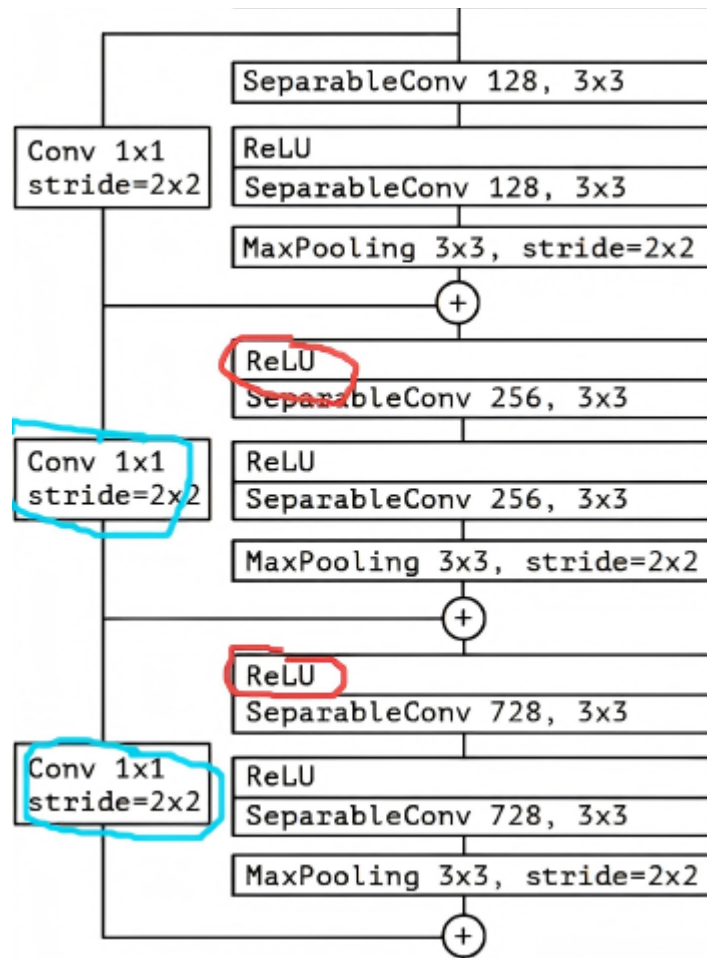 SeparableConv 128, 3x3
Conv 1x1
stride=2x2
ReLU
SeparableConv 128, 3x3
MaxPooling 3x3, stride=2x2
+
ReLU
SeparableConv 256, 3x3
Conv 1x1
stride=2x2
ReLU
SeparableConv 256, 3x3
MaxPooling 3x3, stride=2x2
+
ReLU
SeparableConv 728, 3x3
Conv 1x1
stride=2x2
ReLU
SeparableConv 728, 3x3
MaxPooling 3x3, stride=2x2
+